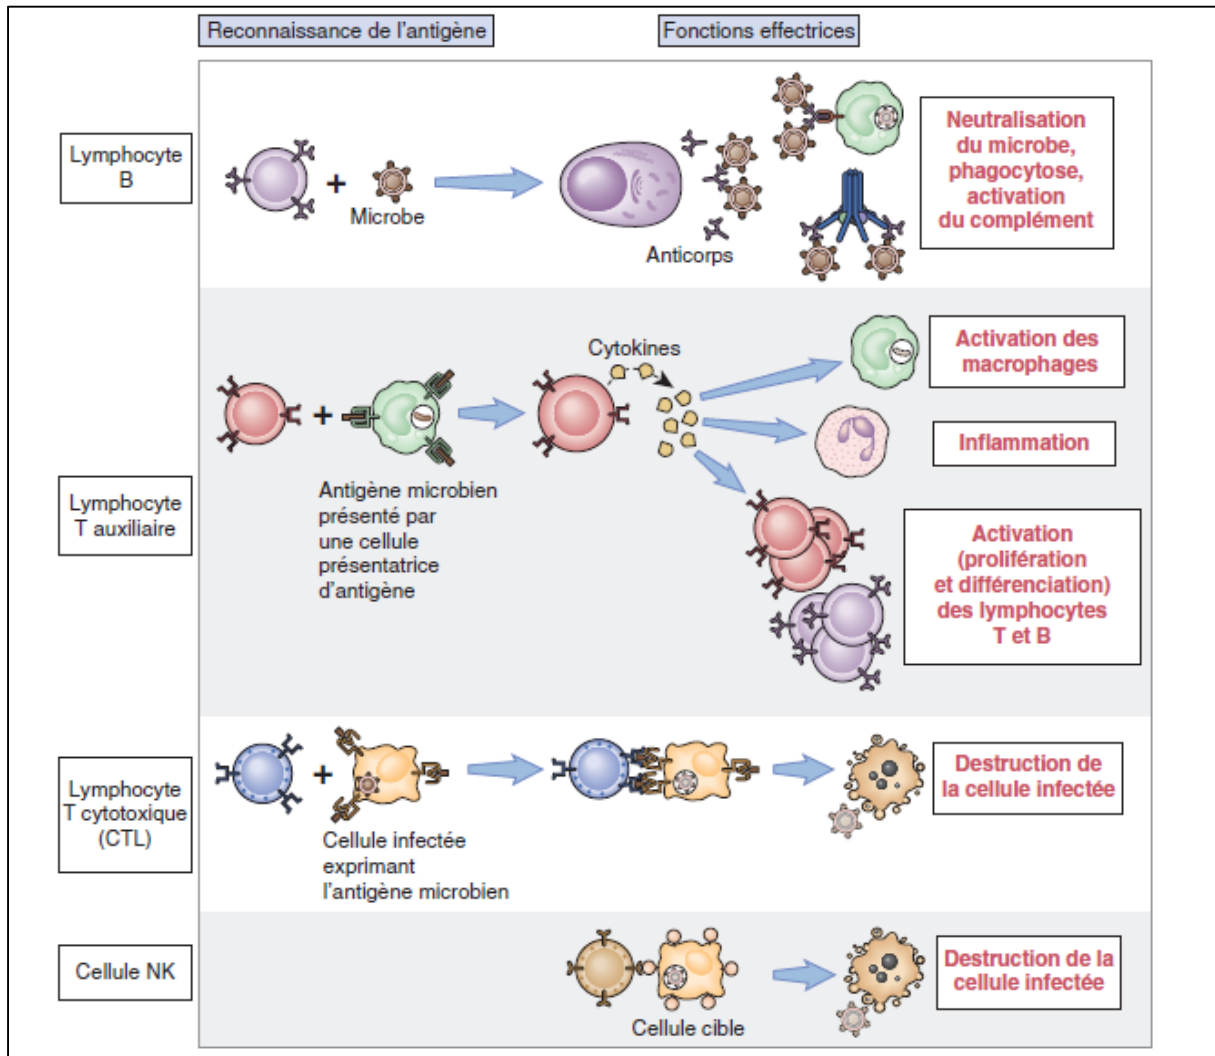 Reconnaissance de l'antigène
Fonctions effectrices
Lymphocyte
B
Microbe
Anticorps
Neutralisation
du microbe,
phagocytose,
activation
du complément
Lymphocyte
T auxiliaire
Antigène microbien
présenté par
une cellule
présentatrice
d'antigène
Cytokines
Activation des
macrophages
Inflammation
Activation
(prolifération
et différenciation)
des lymphocytes
T et B
Lymphocyte
T cytotoxique
(CTL)
Cellule infectée
exprimant
l'antigène microbien
Destruction de
la cellule infectée
Cellule NK
Cellule cible
Destruction de la
cellule infectée